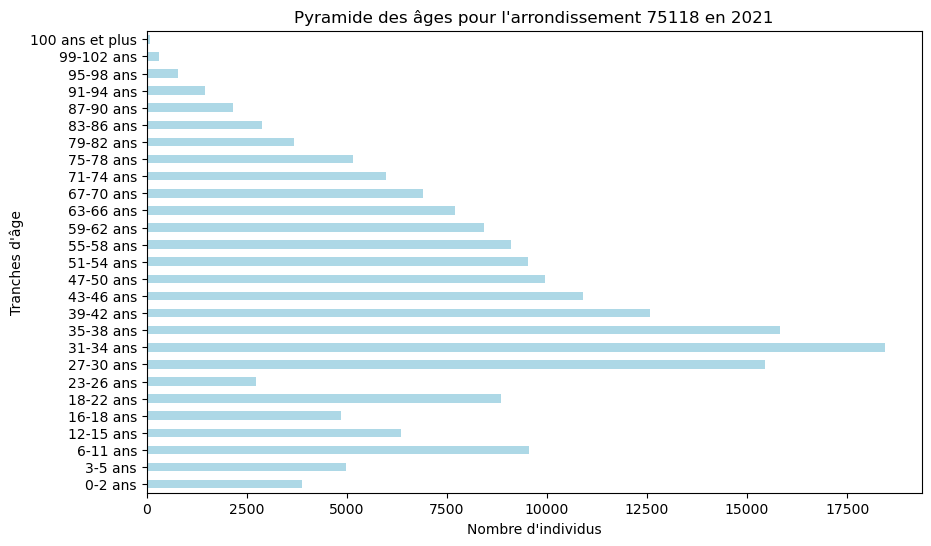 Pyramide des âges pour l'arrondissement 75118 en 2021
100 ans et plus
99-102 ans
95-98 ans
91-94 ans
87-90 ans
83-86 ans
79-82 ans
75-78 ans
71-74 ans
67-70 ans
63-66 ans
59-62 ans
55-58 ans
51-54 ans
47-50 ans
43-46 ans
39-42 ans
35-38 ans
31-34 ans
27-30 ans
23-26 ans
18-22 ans
16-18 ans
12-15 ans
6-11 ans
3-5 ans
0-2 ans
Tranches d'âge
0 2500 5000 7500 10000 12500 15000 17500
Nombre d'individus